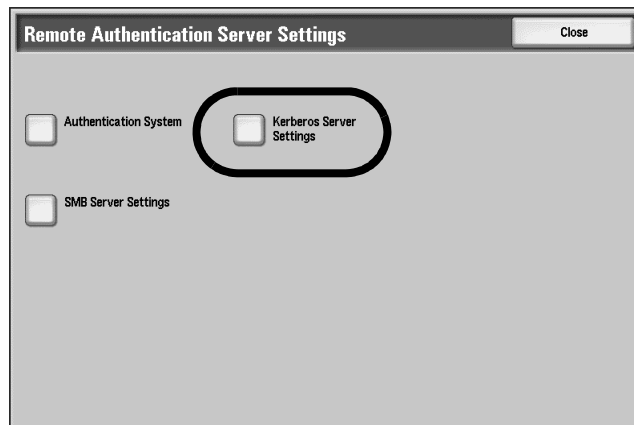 Remote Authentication Server Settings
Close
Authentication System
Kerberos Server
Settings
SMB Server Settings